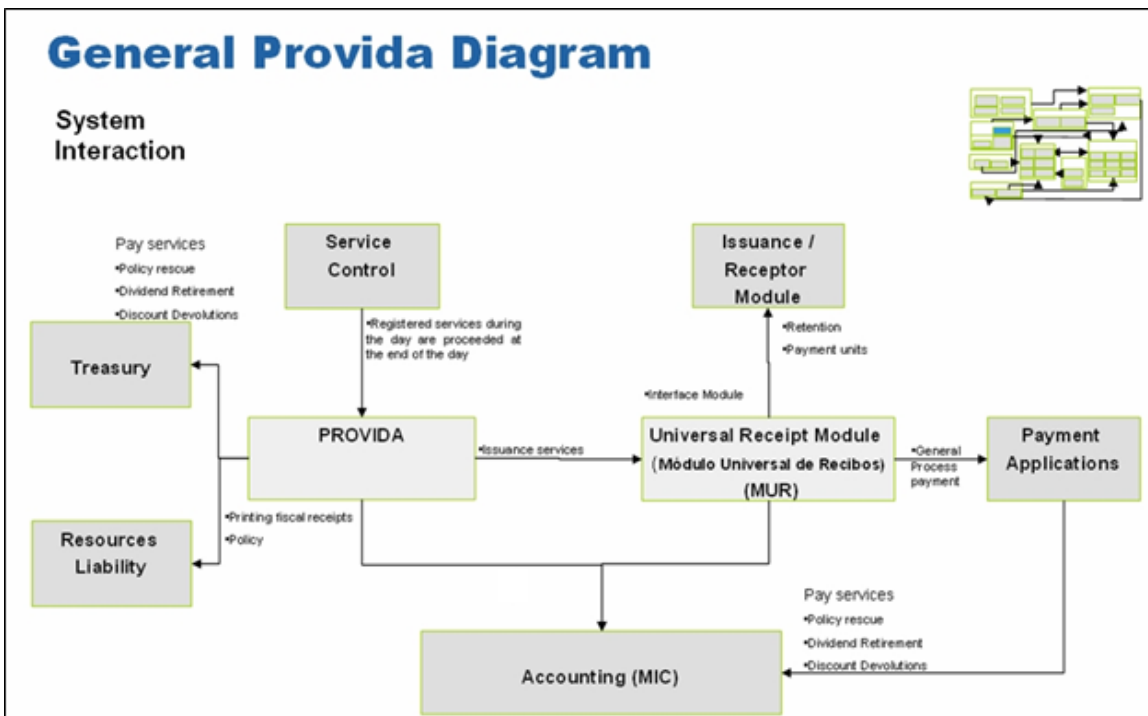 General Provida Diagram
System
Interaction
Pay services
•Policy rescue
•Dividend Retirement
•Discount Devolutions
Service
Control
Issuance /
Receptor
Module
•Registered services during
the day are proceeded at
the end of the day
•Retention
•Payment units
Treasury
•Interface Module
PROVIDA
•Issuance services
Universal Receipt Module
(Módulo Universal de Recibos)
(MUR)
•General
Process
payment
Payment
Applications
•Printing fiscal receipts
•Policy
Resources
Liability
Pay services
•Policy rescue
•Dividend Retirement
•Discount Devolutions
Accounting (MIC)